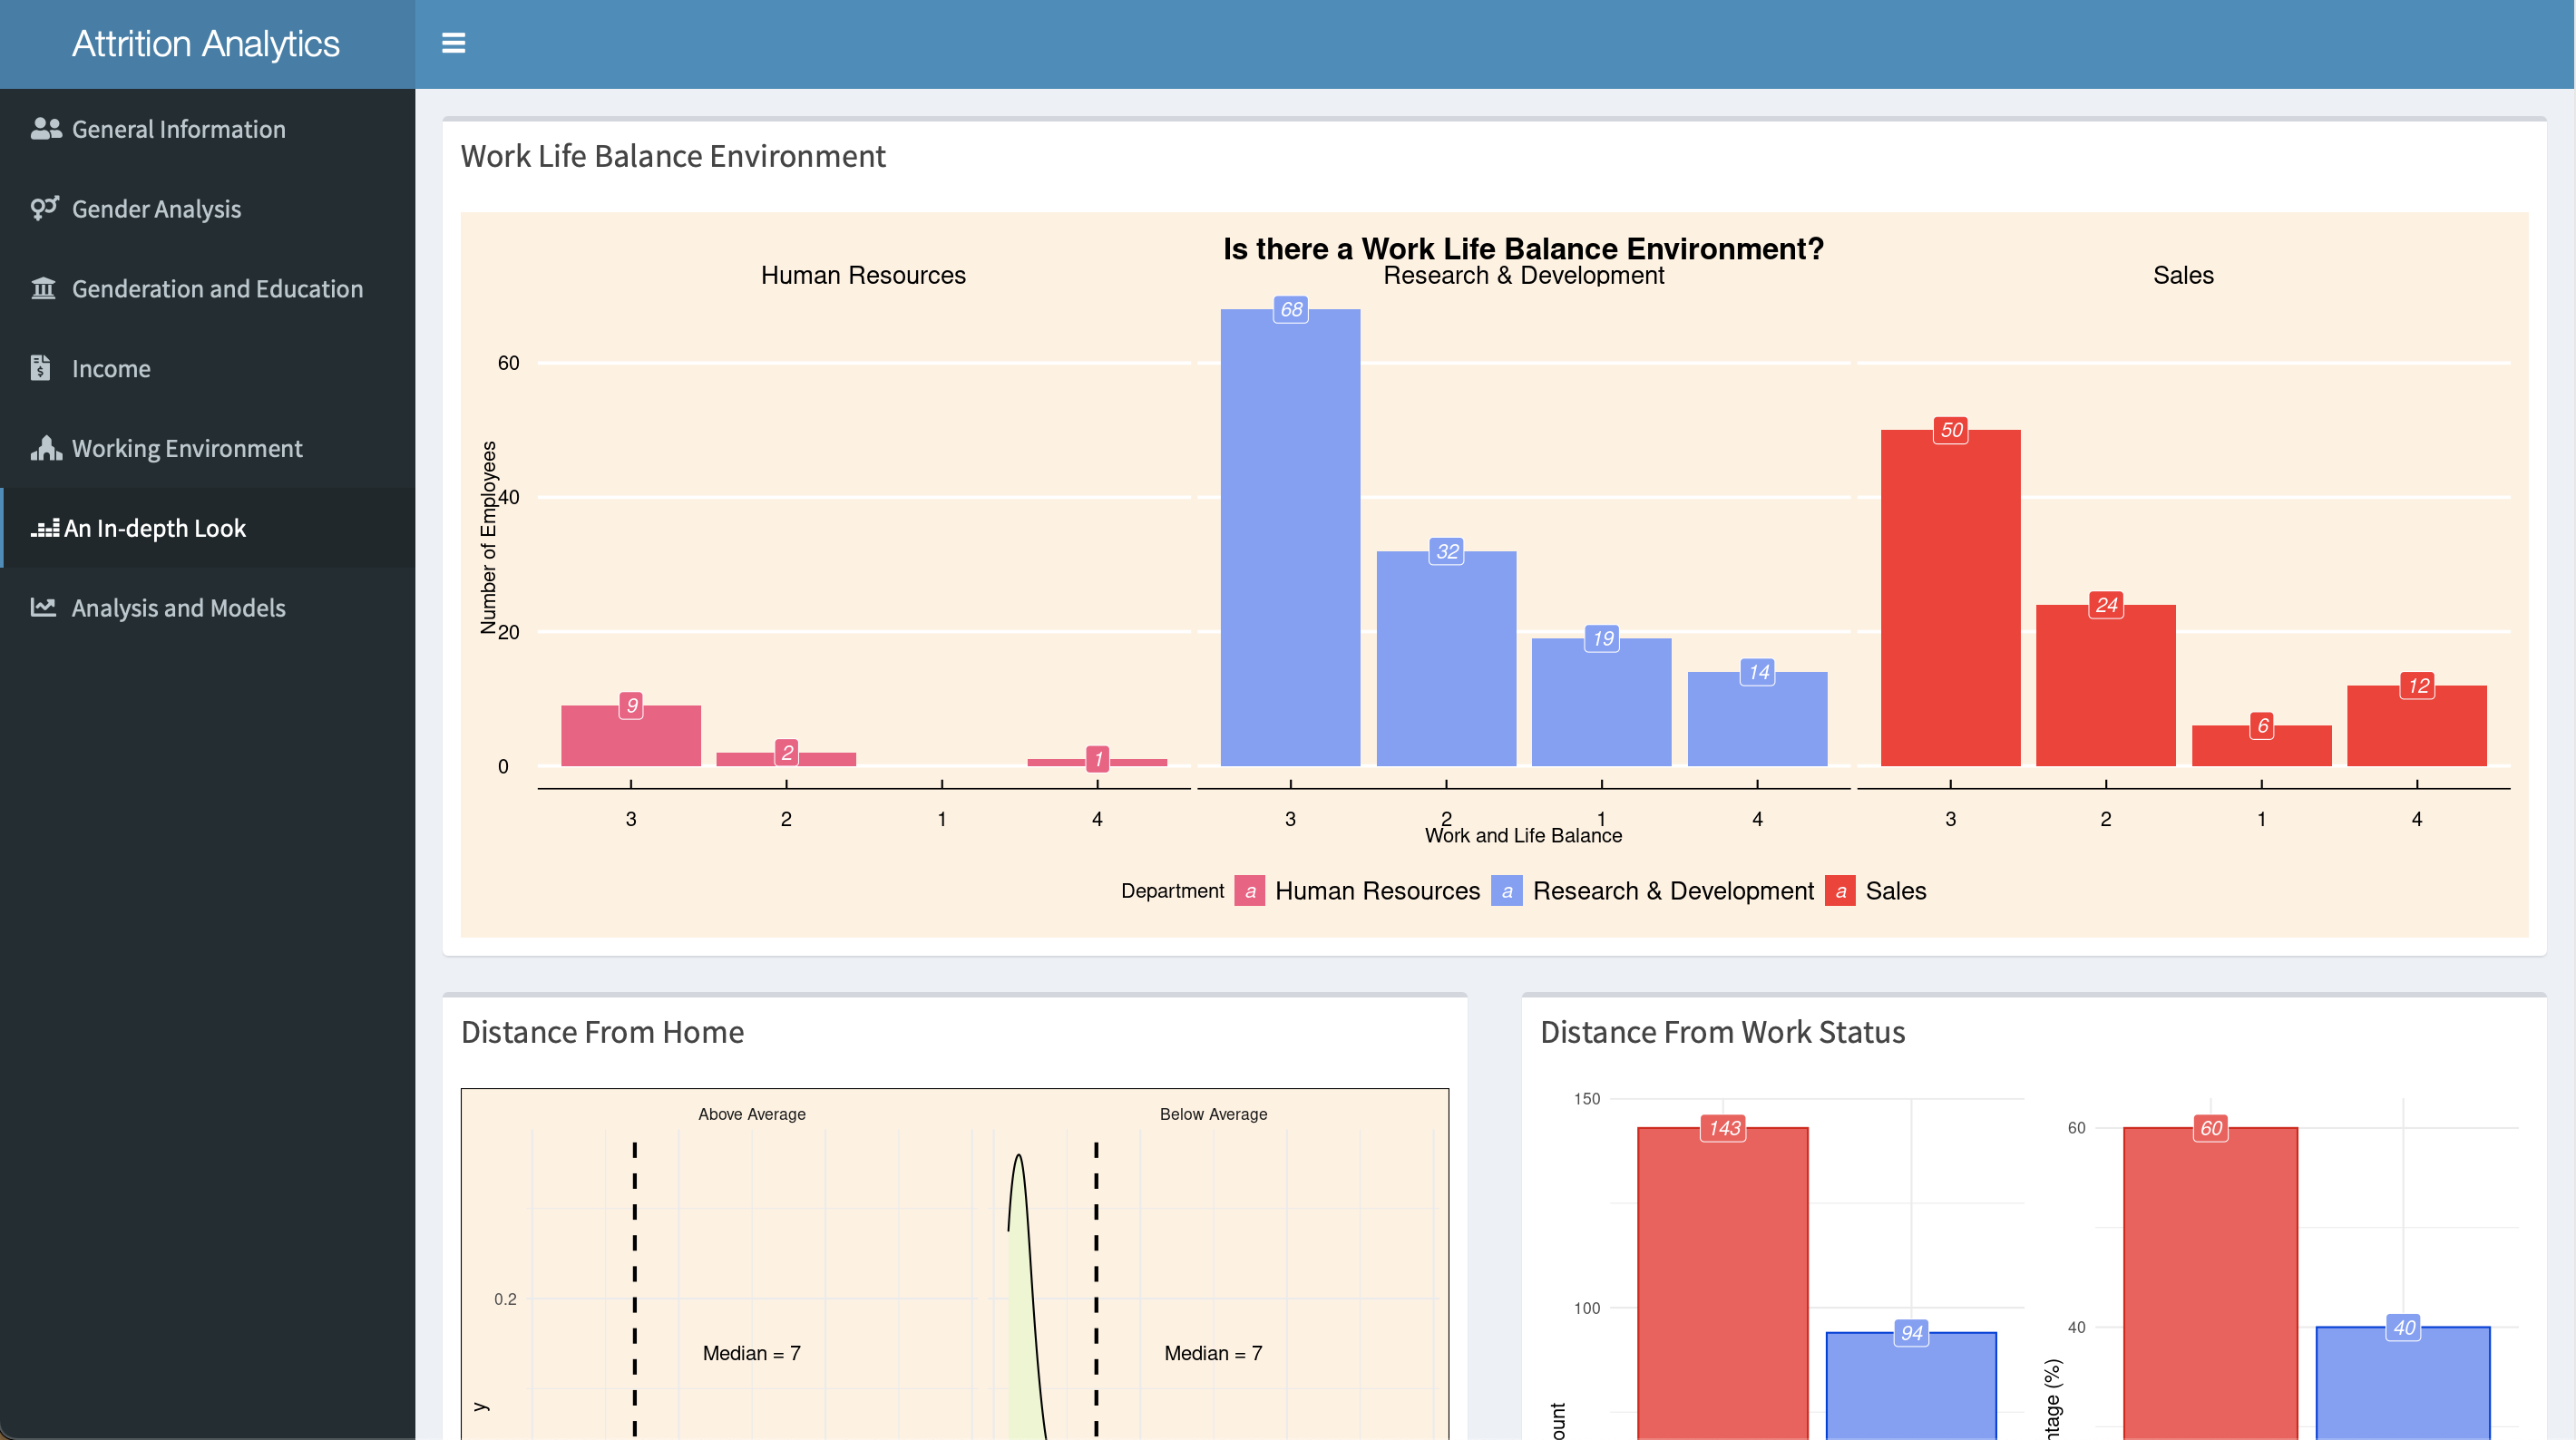 Attrition Analytics
General Information
Gender Analysis
Genderation and Education
Income
Working Environment
An In-depth Look
Analysis and Models
Work Life Balance Environment
Is there a Work Life Balance Environment?
Human Resources
Research & Development
Sales
Number of Employees
60
40
20
0
9
2
1
68
32
19
14
50
24
6
12
3 2 1 4
3 2 1 4
3 2 1 4
Work and Life Balance
Department a Human Resources a Research & Development a Sales
Distance From Home
Above Average
Below Average
0.2
Median = 7
Median = 7
y
Distance From Work Status
150
100
143
94
ount
60
40
60
40
ntage (%)